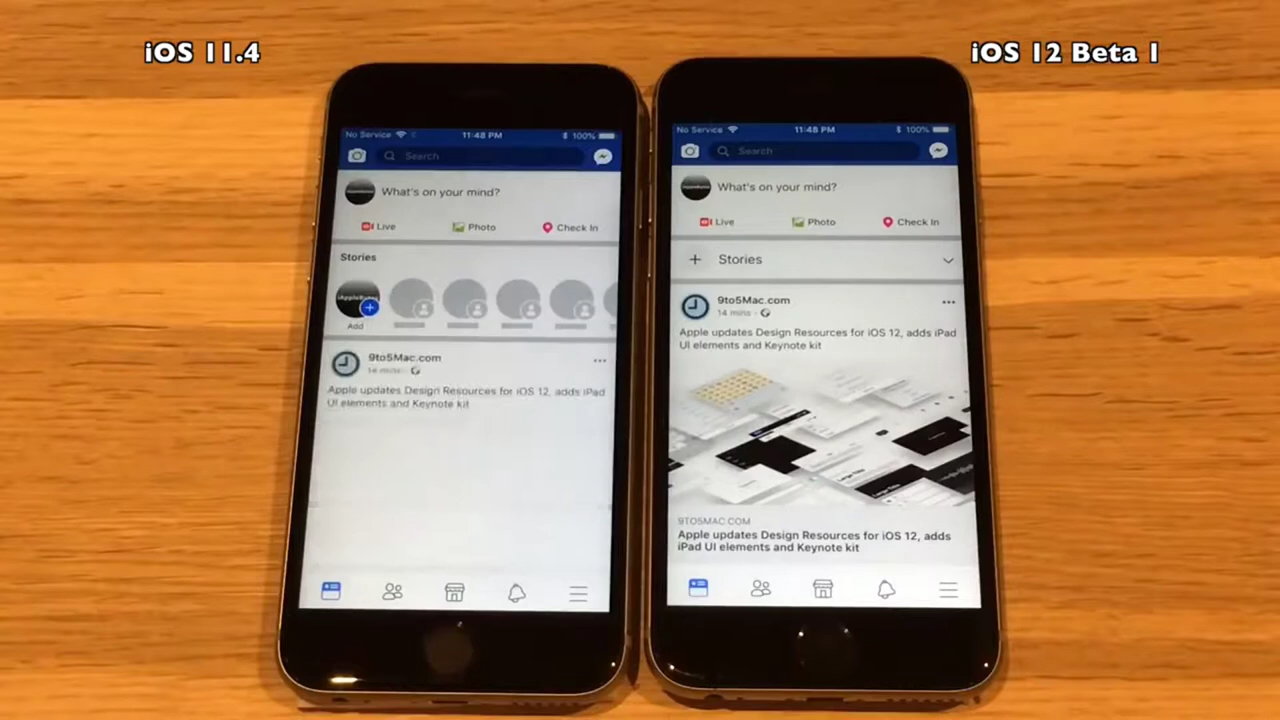 iOS 11.4
iOS 12 Beta 1
No Service
11:48 PM
100%
Search
What's on your mind?
Live
Photo
Check In
Stories
Add
9to5Mac.com
14 mins
Apple updates Design Resources for iOS 12, adds iPad
UI elements and Keynote kit
No Service
11:48 PM
100%
Search
What's on your mind?
Live
Photo
Check In
Stories
9to5Mac.com
14 mins
Apple updates Design Resources for iOS 12, adds iPad
UI elements and Keynote kit
9TO5MAC.COM
Apple updates Design Resources for iOS 12, adds
iPad UI elements and Keynote kit